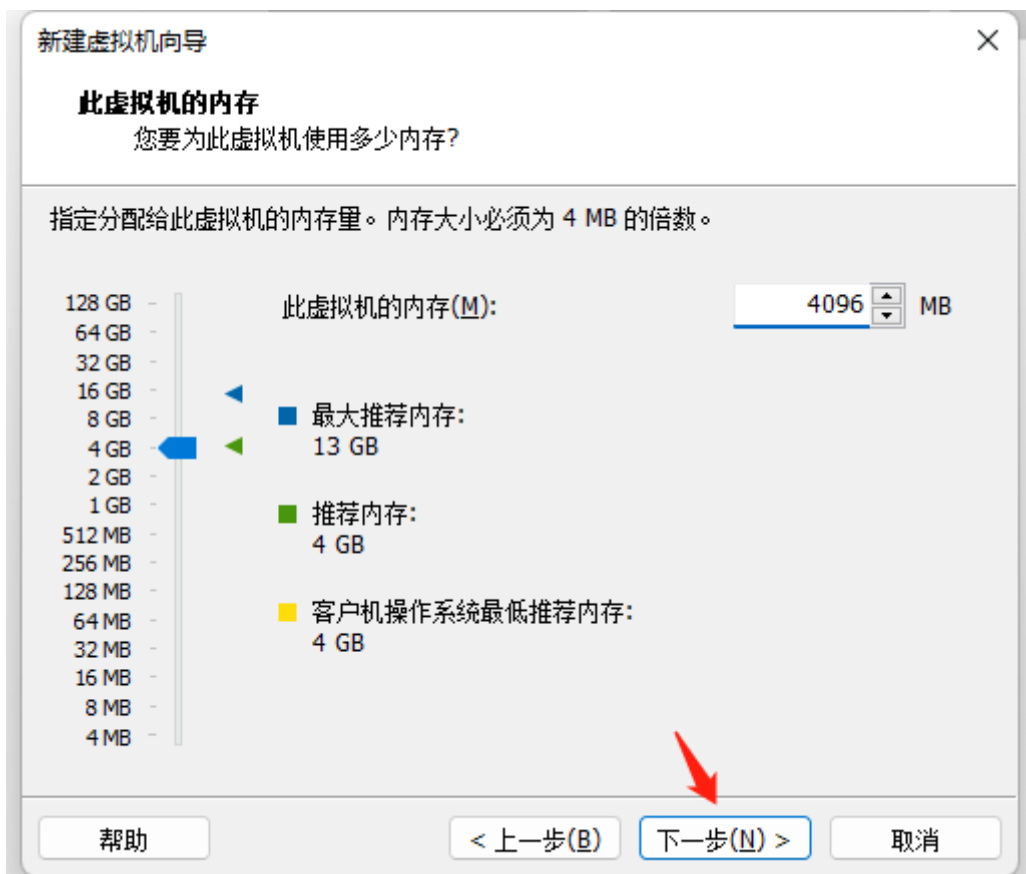 新建虚拟机向导
此虚拟机的内存
您要为此虚拟机使用多少内存?
指定分配给此虚拟机的内存量。内存大小必须为 4 MB 的倍数。
128 GB
64 GB
32 GB
16 GB
8 GB
4 GB
2 GB
1 GB
512 MB
256 MB
128 MB
64 MB
32 MB
16 MB
8 MB
4 MB
此虚拟机的内存(M): 4096 MB
最大推荐内存:
13 GB
推荐内存:
4 GB
客户机操作系统最低推荐内存:
4 GB
帮助 < 上一步(B) 下一步(N) > 取消